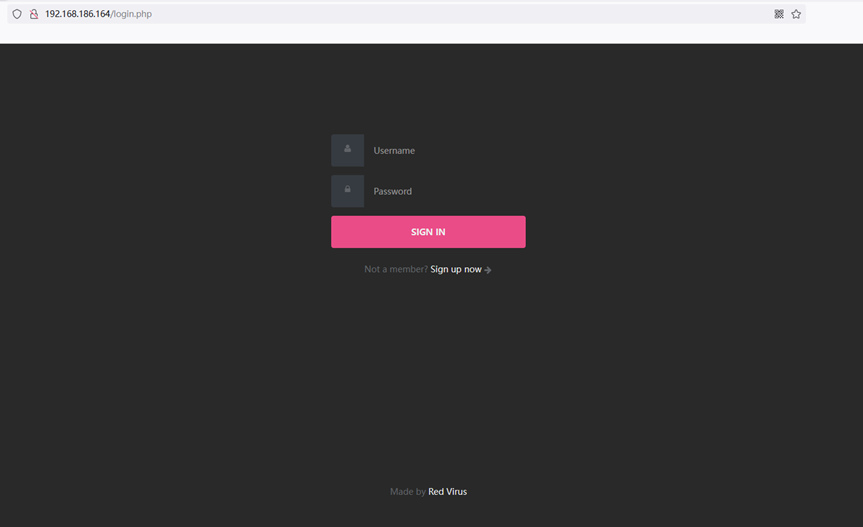 192.168.186.164/login.php
Username
Password
SIGN IN
Not a member? Sign up now
Made by Red Virus